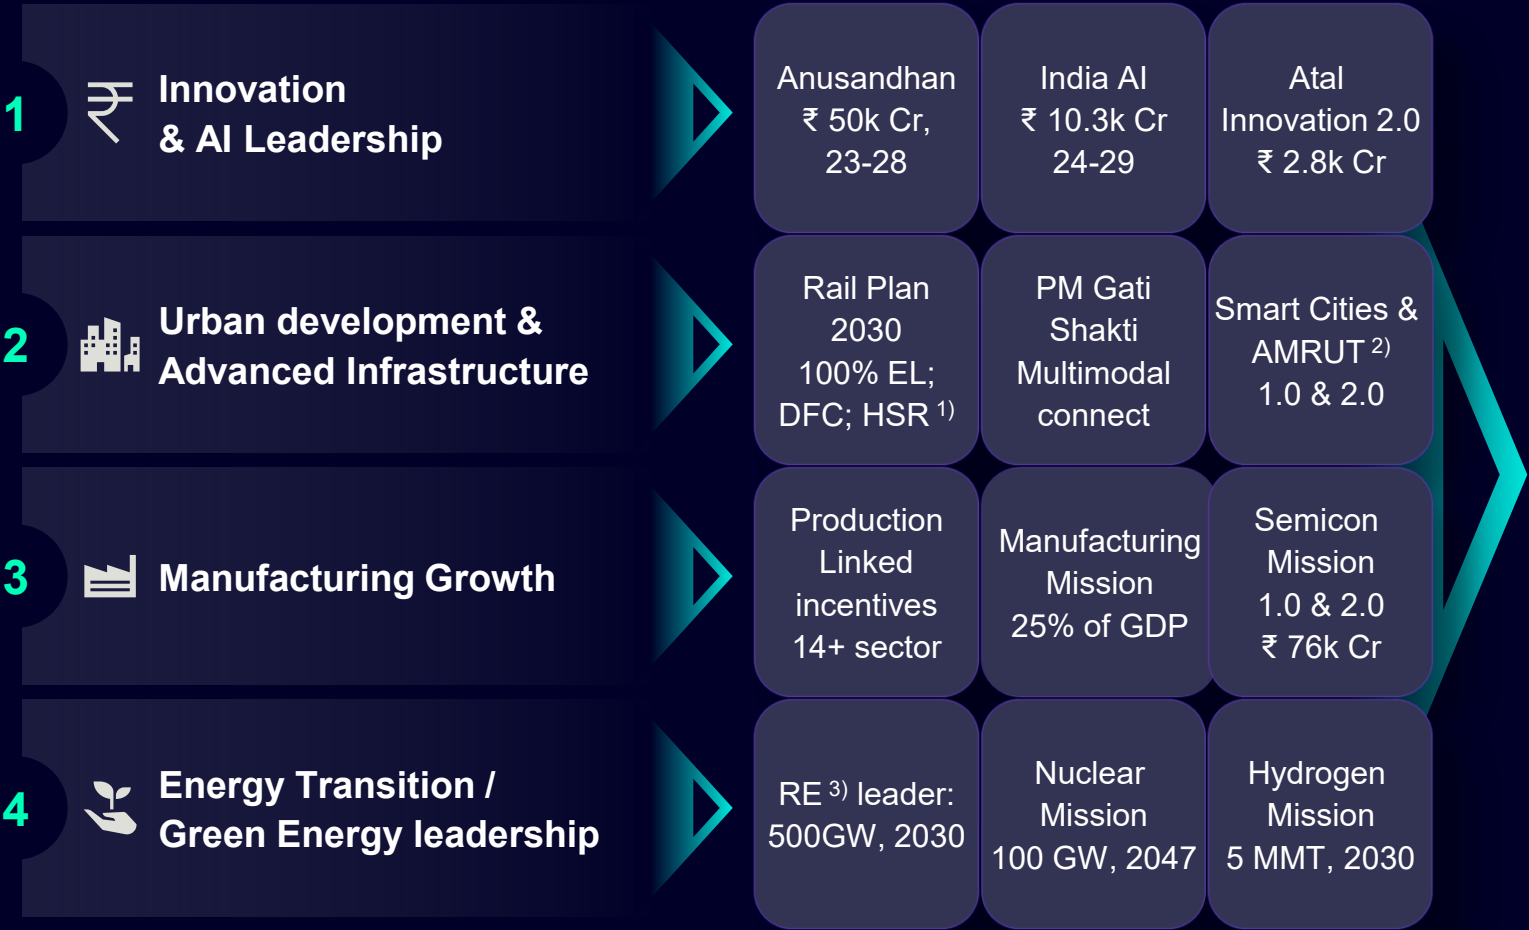 1
Innovation
& AI Leadership
Anusandhan
₹ 50k Cr,
23-28
India AI
₹ 10.3k Cr
24-29
Atal
Innovation 2.0
₹ 2.8k Cr
2
Urban development &
Advanced Infrastructure
Rail Plan
2030
100% EL;
DFC; HSR 1)
PM Gati
Shakti
Multimodal
connect
Smart Cities &
AMRUT 2)
1.0 & 2.0
3
Manufacturing Growth
Production
Linked
incentives
14+ sector
Manufacturing
Mission
25% of GDP
Semicon
Mission
1.0 & 2.0
₹ 76k Cr
4
Energy Transition /
Green Energy leadership
RE 3) leader:
500GW, 2030
Nuclear
Mission
100 GW, 2047
Hydrogen
Mission
5 MMT, 2030